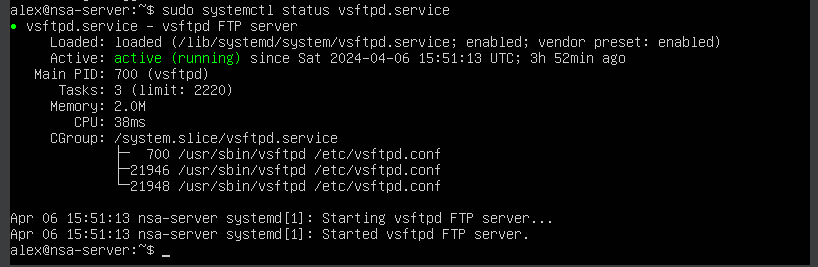 alex@nsa-server:~$ sudo systemctl status vsftpd.service
● vsftpd.service - vsftpd FTP server
     Loaded: loaded (/lib/systemd/system/vsftpd.service; enabled; vendor preset: enabled)
     Active: active (running) since Sat 2024-04-06 15:51:13 UTC; 3h 52min ago
   Main PID: 700 (vsftpd)
      Tasks: 3 (limit: 2220)
     Memory: 2.0M
        CPU: 38ms
     CGroup: /system.slice/vsftpd.service
             ├─  700 /usr/sbin/vsftpd /etc/vsftpd.conf
             ├─21946 /usr/sbin/vsftpd /etc/vsftpd.conf
             └─21948 /usr/sbin/vsftpd /etc/vsftpd.conf
Apr 06 15:51:13 nsa-server systemd[1]: Starting vsftpd FTP server...
Apr 06 15:51:13 nsa-server systemd[1]: Started vsftpd FTP server.
alex@nsa-server:~$ _